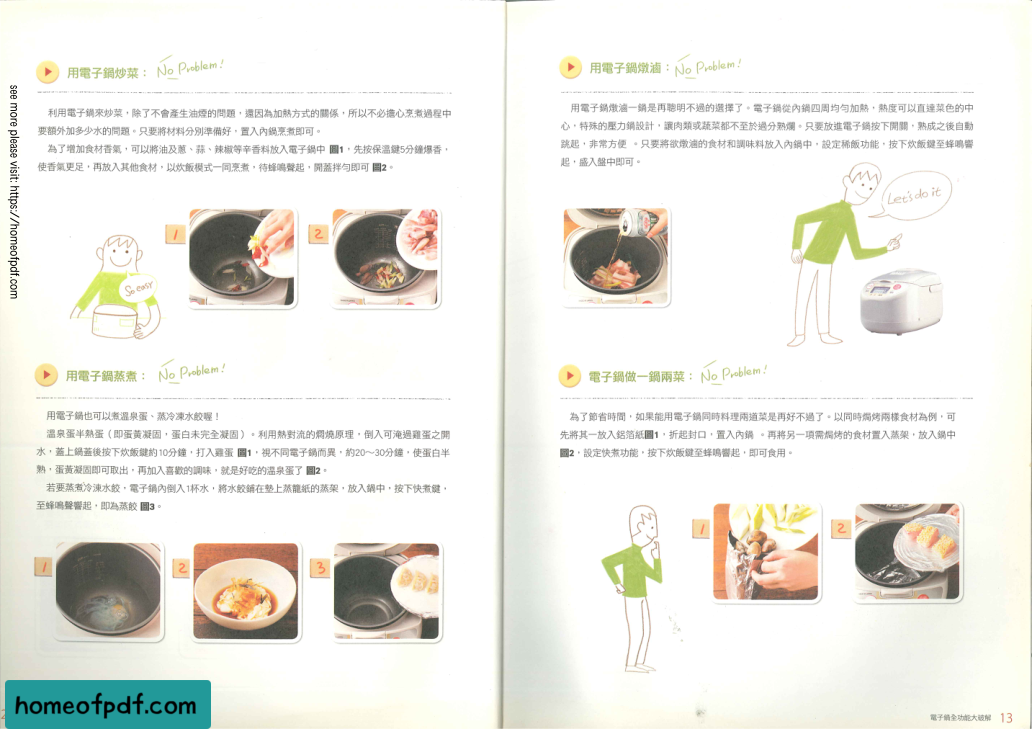 see more please visit: https://homeofpdf.com
用電子鍋炒菜： No Problem!
利用電子鍋來炒菜，除了不會產生油煙的問題，還因為加熱方式的關係，所以不必擔心烹煮過程中
要額外加多少水的問題。只要將材料分別準備好，置入內鍋烹煮即可。
為了增加食材香氣，可以將油及蔥、蒜、辣椒等辛香料放入電子鍋中 圖1，先按保溫鍵5分鐘爆香，
使香氣更足，再放入其他食材，以炊飯模式一同烹煮，待蜂鳴聲起，開蓋拌勻即可 圖2。
So easy
1
2
用電子鍋蒸煮： No Problem!
用電子鍋也可以煮溫泉蛋、蒸冷凍水餃喔！
溫泉蛋半熟蛋（即蛋黃凝固，蛋白未完全凝固）。利用熱對流的燜燒原理，倒入可淹過雞蛋之開
水，蓋上鍋蓋後按下炊飯鍵約10分鐘，打入雞蛋 圖1，視不同電子鍋而異，約20～30分鐘，使蛋白半
熟，蛋黃凝固即可取出，再加入喜歡的調味，就是好吃的溫泉蛋了 圖2。
若要蒸煮冷凍水餃，電子鍋內倒入1杯水，將水餃鋪在墊上蒸籠紙的蒸架，放入鍋中，按下快煮鍵，
至蜂鳴聲響起，即為蒸餃 圖3。
1
2
3
homeofpdf.com
用電子鍋燉滷： No Problem!
用電子鍋燉滷一鍋是再聰明不過的選擇了。電子鍋從內鍋四周均勻加熱，熱度可以直達菜色的中
心，特殊的壓力鍋設計，讓肉類或蔬菜都不至於過分熟爛。只要放進電子鍋按下開關，熟成之後自動
跳起，非常方便 。只要將欲燉滷的食材和調味料放入內鍋中，設定稀飯功能，按下炊飯鍵至蜂鳴響
起，盛入盤中即可。
Let's do it
電子鍋做一鍋兩菜： No Problem!
為了節省時間，如果能用電子鍋同時料理兩道菜是再好不過了。以同時焗烤兩樣食材為例，可
先將其一放入鋁箔紙圖1，折起封口，置入內鍋 。再將另一項需焗烤的食材置入蒸架，放入鍋中
圖2，設定快煮功能，按下炊飯鍵至蜂鳴響起，即可食用。
1
2
電子鍋全功能大破解 13